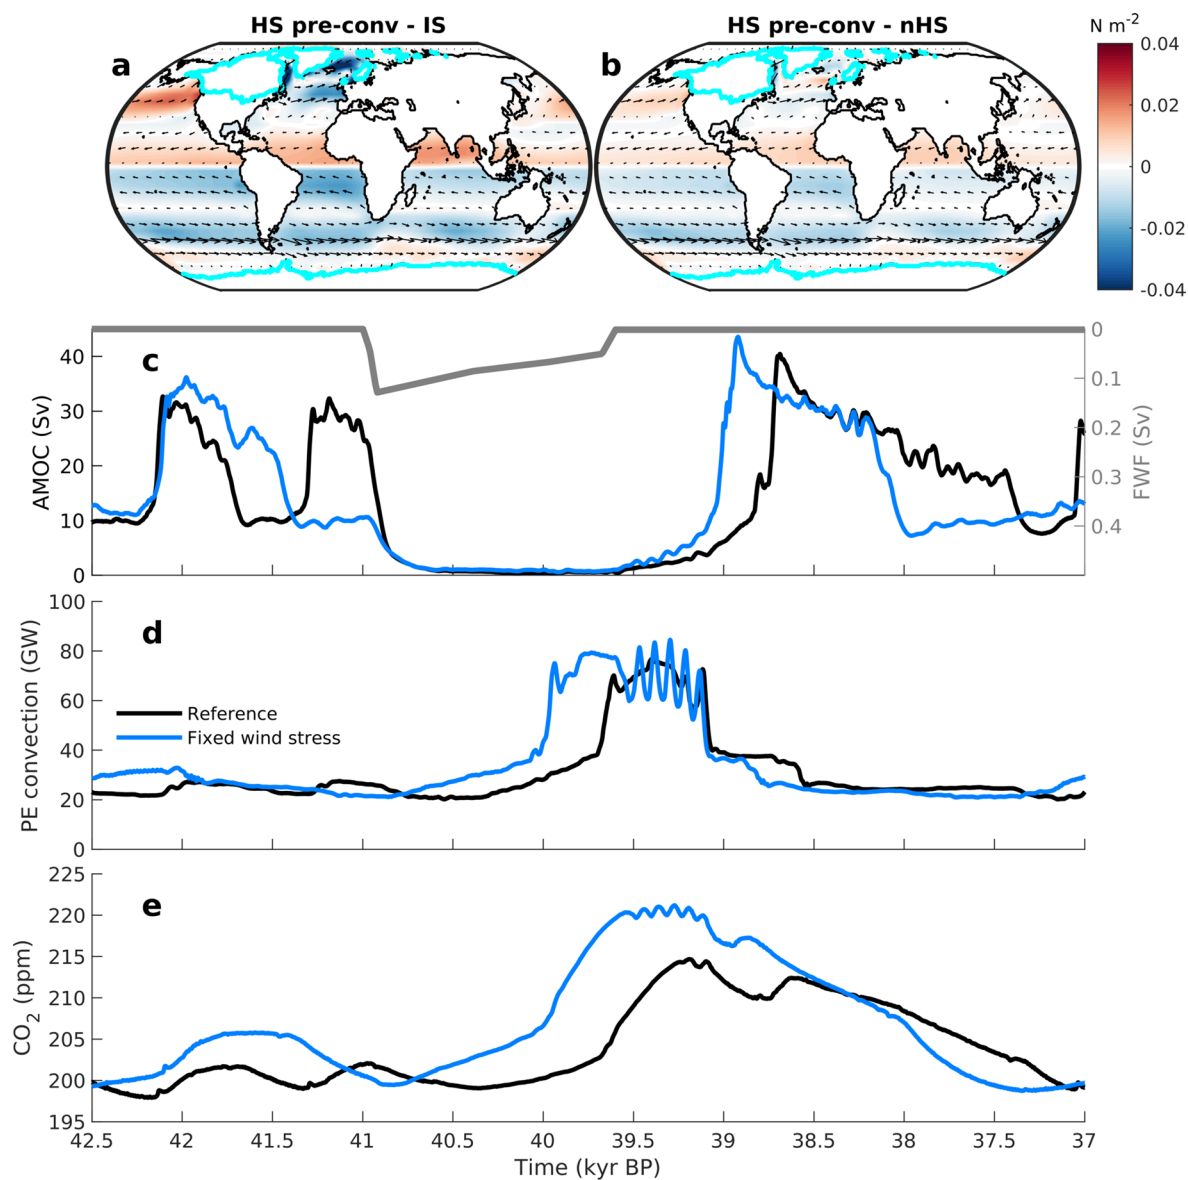 HS pre-conv - IS
HS pre-conv - nHS
N m-2
a
b
0.04
0.02
0
-0.02
-0.04
c
AMOC (Sv)
40
30
20
10
0
0
0.1
0.2
0.3
0.4
FWF (Sv)
d
PE convection (GW)
100
80
60
40
20
0
Reference
Fixed wind stress
e
CO2 (ppm)
225
220
215
210
205
200
195
42.5 42 41.5 41 40.5 40 39.5 39 38.5 38 37.5 37
Time (kyr BP)